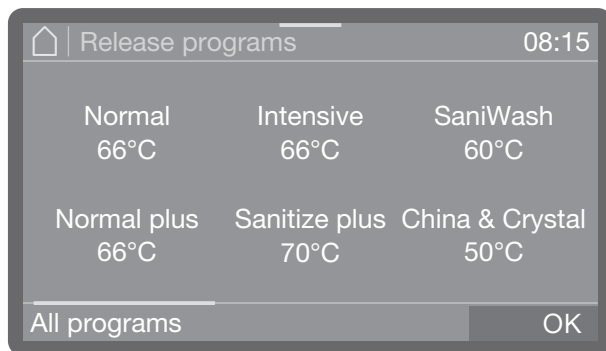 Release programs 08:15
Normal Intensive SaniWash
66°C 66°C 60°C
Normal plus Sanitize plus China & Crystal
66°C 70°C 50°C
All programs OK